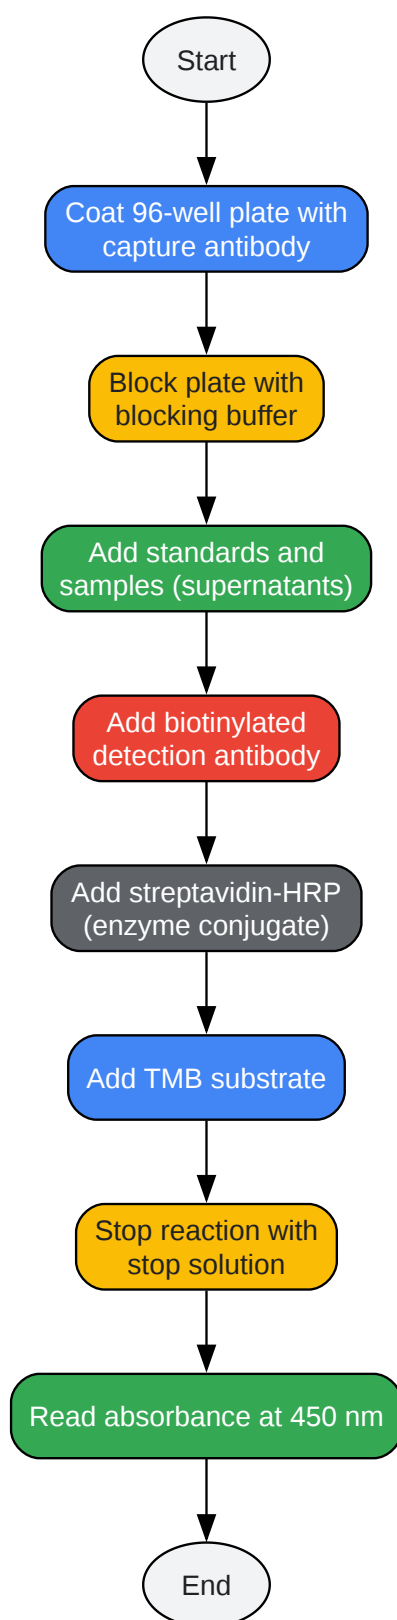 Start
Coat 96-well plate with
capture antibody
Block plate with
blocking buffer
Add standards and
samples (supernatants)
Add biotinylated
detection antibody
Add streptavidin-HRP
(enzyme conjugate)
Add TMB substrate
Stop reaction with
stop solution
Read absorbance at 450 nm
End